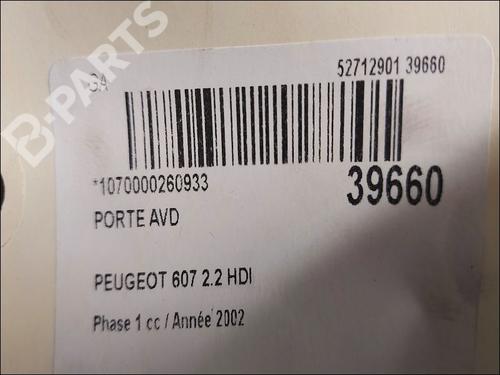 B-PARTS
GA
52712901 39660
*1070000260933
39660
PORTE AVD
PEUGEOT 607 2.2 HDI
Phase 1 cc / Année 2002